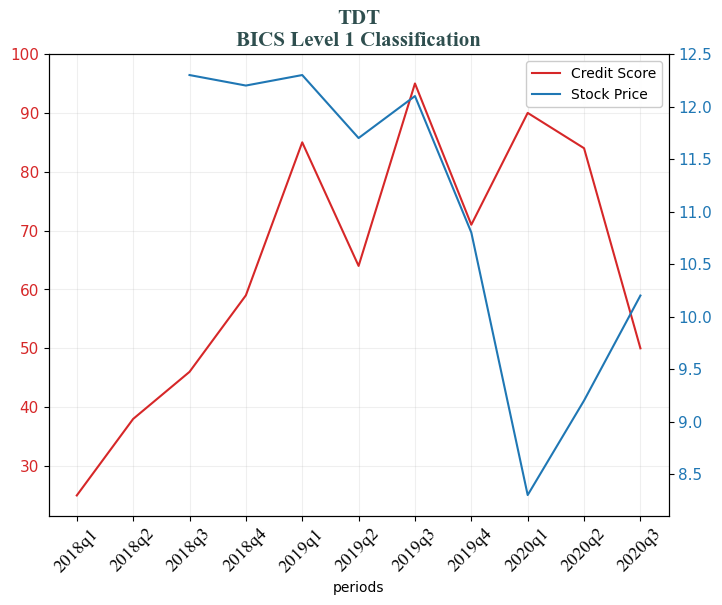 TDT
BICS Level 1 Classification
Credit Score
Stock Price
100
90
80
70
60
50
40
30
12.5
12.0
11.5
11.0
10.5
10.0
9.5
9.0
8.5
2018q1
2018q2
2018q3
2018q4
2019q1
2019q2
2019q3
2019q4
2020q1
2020q2
2020q3
periods